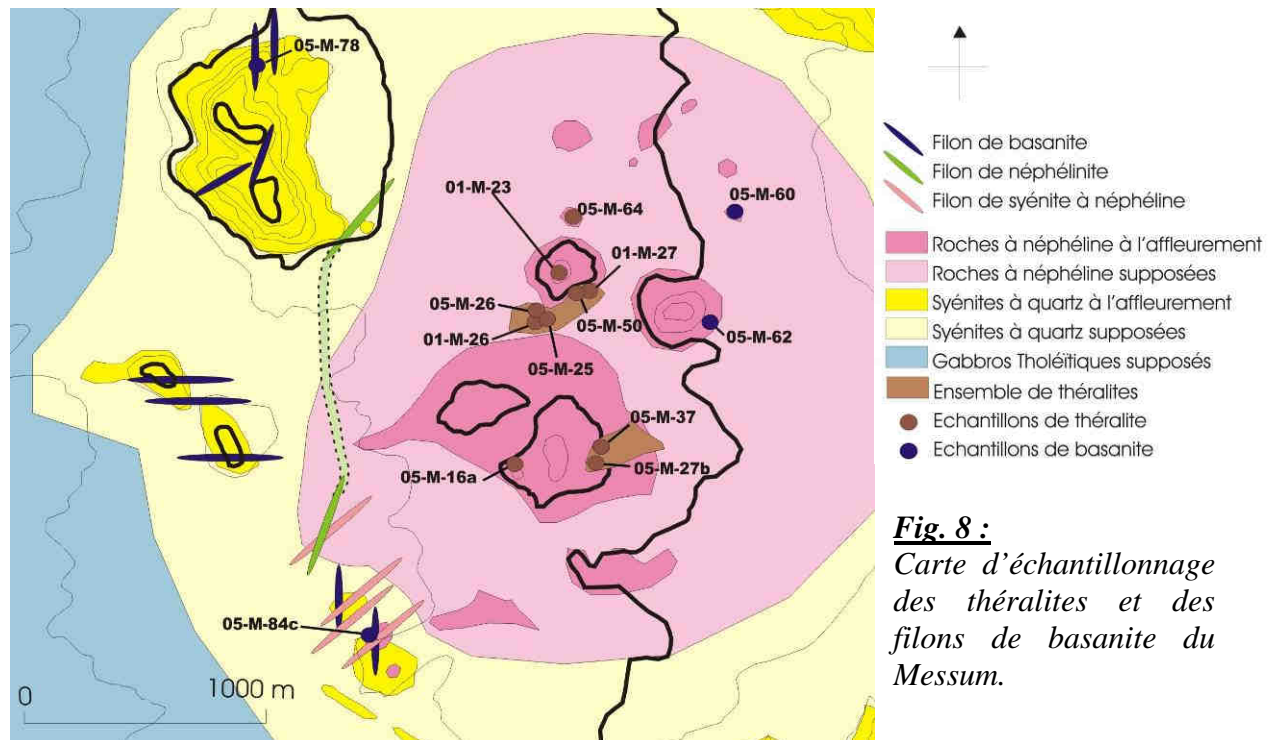 05-M-78
01-M-23
05-M-64
05-M-60
01-M-27
05-M-26
01-M-26
05-M-50
05-M-62
05-M-25
05-M-37
05-M-16a
05-M-27b
05-M-84c
0 1000 m
Filon de basanite
Filon de néphélinite
Filon de syénite à néphéline
Roches à néphéline à l'affleurement
Roches à néphéline supposées
Syénites à quartz à l'affleurement
Syénites à quartz supposées
Gabbros Tholéïtiques supposés
Ensemble de théralites
Echantillons de théralite
Echantillons de basanite
Fig. 8 :
Carte d'échantillonnage
des théralites et des
filons de basanite du
Messum.